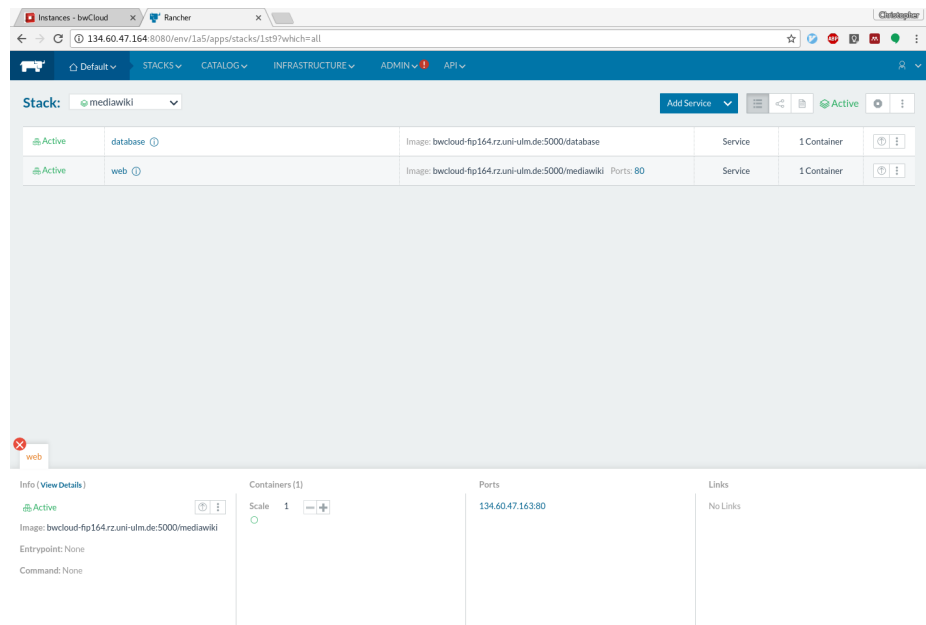 Instances - bwCloud
Rancher
Christopher
134.60.47.164:8080/env/1a5/apps/stacks/1st9?which=all
ABP
Default
STACKS
CATALOG
INFRASTRUCTURE
ADMIN
API
Stack:
mediawiki
Add Service
Active
Active
database
Image: bwcloud-fip164.rz.uni-ulm.de:5000/database
Service
1 Container
Active
web
Image: bwcloud-fip164.rz.uni-ulm.de:5000/mediawiki Ports: 80
Service
1 Container
web
Info ( View Details )
Containers (1)
Ports
Links
Active
Scale 1
134.60.47.163:80
No Links
Image: bwcloud-fip164.rz.uni-ulm.de:5000/mediawiki
Entrypoint: None
Command: None